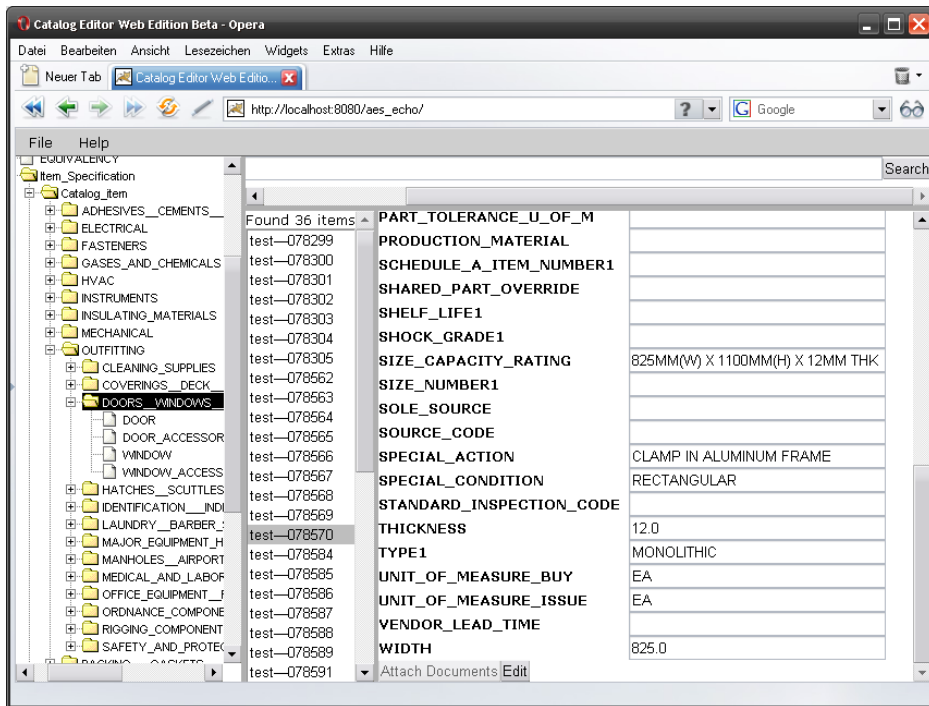 Catalog Editor Web Edition Beta - Opera
Datei Bearbeiten Ansicht Lesezeichen Widgets Extras Hilfe
Neuer Tab Catalog Editor Web Editio...
http://localhost:8080/aes_echo/ ? G Google
File Help
EQUIVALENCY
Item_Specification
Catalog_item
ADHESIVES__CEMENTS__
ELECTRICAL
FASTENERS
GASES_AND_CHEMICALS
HVAC
INSTRUMENTS
INSULATING_MATERIALS
MECHANICAL
OUTFITTING
CLEANING_SUPPLIES
COVERINGS__DECK__
DOORS__WINDOWS__
DOOR
DOOR_ACCESSOR
WINDOW
WINDOW_ACCESS
HATCHES__SCUTTLES
IDENTIFICATION___INDI
LAUNDRY__BARBER_
MAJOR_EQUIPMENT_H
MANHOLES__AIRPORT
MEDICAL_AND_LABOR
OFFICE_EQUIPMENT__F
ORDNANCE_COMPONE
RIGGING_COMPONENT
SAFETY_AND_PROTEC
Search
Found 36 items
test—078299
test—078300
test—078301
test—078302
test—078303
test—078304
test—078305
test—078562
test—078563
test—078564
test—078565
test—078566
test—078567
test—078568
test—078569
test—078570
test—078584
test—078585
test—078586
test—078587
test—078588
test—078589
test—078591
PART_TOLERANCE_U_OF_M
PRODUCTION_MATERIAL
SCHEDULE_A_ITEM_NUMBER1
SHARED_PART_OVERRIDE
SHELF_LIFE1
SHOCK_GRADE1
SIZE_CAPACITY_RATING 825MM(W) X 1100MM(H) X 12MM THK
SIZE_NUMBER1
SOLE_SOURCE
SOURCE_CODE
SPECIAL_ACTION CLAMP IN ALUMINUM FRAME
SPECIAL_CONDITION RECTANGULAR
STANDARD_INSPECTION_CODE
THICKNESS 12.0
TYPE1 MONOLITHIC
UNIT_OF_MEASURE_BUY EA
UNIT_OF_MEASURE_ISSUE EA
VENDOR_LEAD_TIME
WIDTH 825.0
Attach Documents Edit